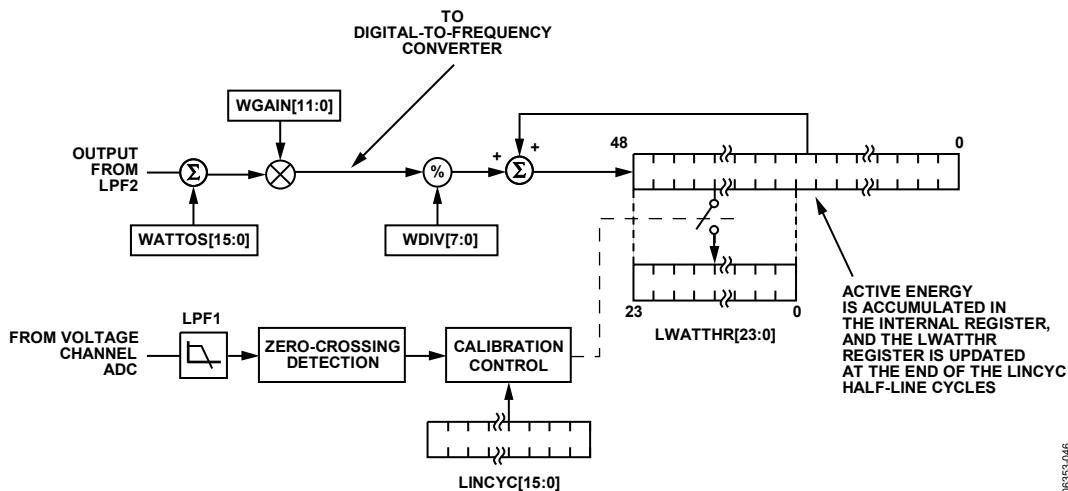 TO
DIGITAL-TO-FREQUENCY
CONVERTER
WGAIN[11:0]
OUTPUT
FROM
LPF2
Σ
%
+
+
Σ
48
0
WATTOS[15:0]
WDIV[7:0]
23
0
LWATTHR[23:0]
ACTIVE ENERGY
IS ACCUMULATED IN
THE INTERNAL REGISTER,
AND THE LWATTHR
REGISTER IS UPDATED
AT THE END OF THE LINCYC
HALF-LINE CYCLES
FROM VOLTAGE
CHANNEL
ADC
LPF1
ZERO-CROSSING
DETECTION
CALIBRATION
CONTROL
LINCYC[15:0]
06353-046